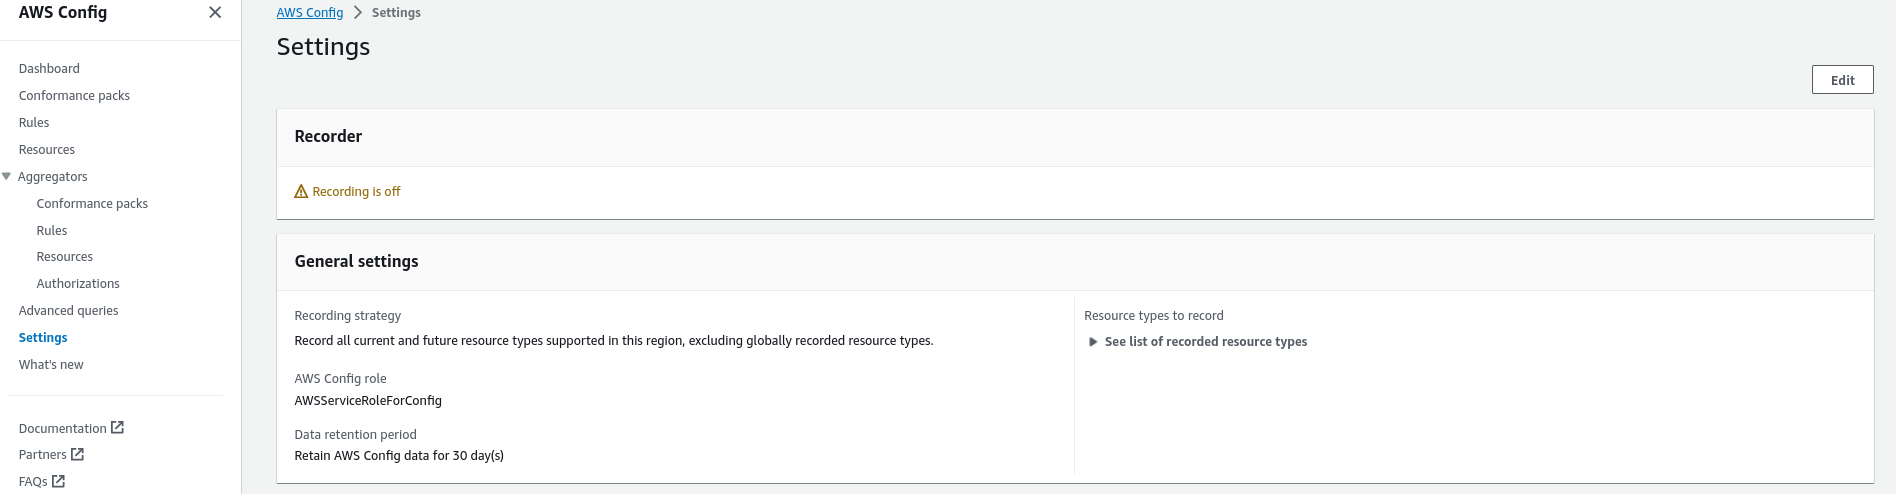 AWS Config
Dashboard
Conformance packs
Rules
Resources
Aggregators
Conformance packs
Rules
Resources
Authorizations
Advanced queries
Settings
What's new
Documentation
Partners
FAQs
AWS Config > Settings
Settings
Edit
Recorder
Recording is off
General settings
Recording strategy
Record all current and future resource types supported in this region, excluding globally recorded resource types.
AWS Config role
AWSServiceRoleForConfig
Data retention period
Retain AWS Config data for 30 day(s)
Resource types to record
See list of recorded resource types